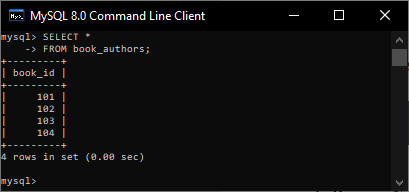 MySQL 8.0 Command Line Client
mysql> SELECT *
    -> FROM book_authors;
+---------+
| book_id |
+---------+
|     101 |
|     102 |
|     103 |
|     104 |
+---------+
4 rows in set (0.00 sec)
mysql>